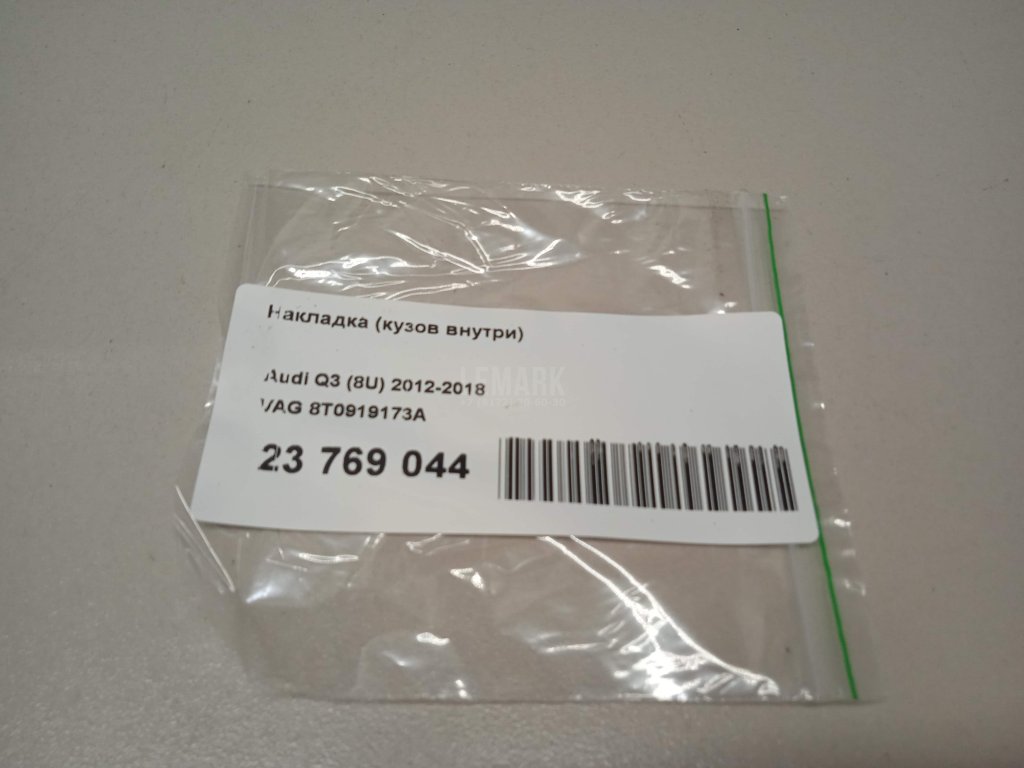 Накладка (кузов внутри)
Audi Q3 (8U) 2012-2018
VAG 8T0919173A
23 769 044
LEMARK